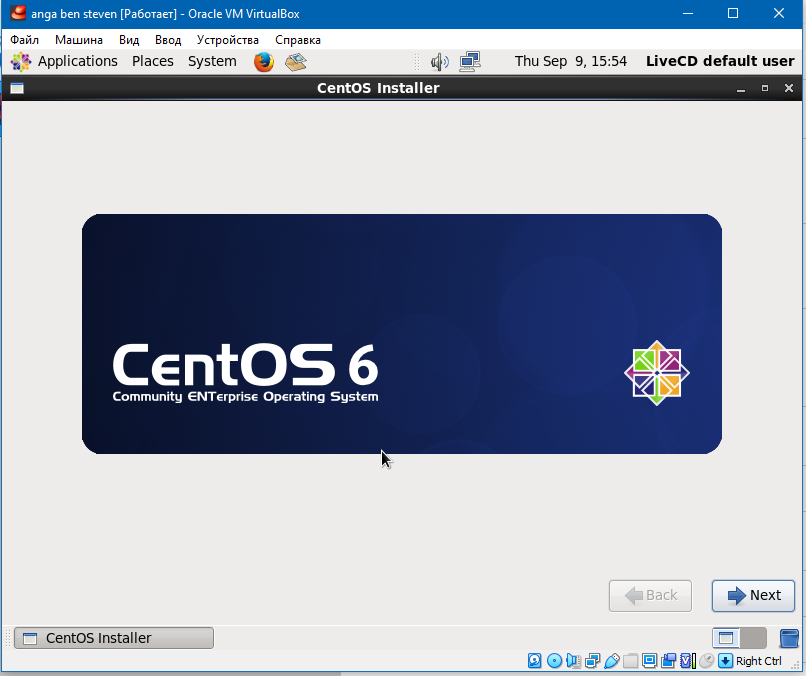 anga ben steven [Работает] - Oracle VM VirtualBox
Файл Машина Вид Ввод Устройства Справка
Applications Places System Thu Sep 9, 15:54 LiveCD default user
CentOS Installer
CentOS 6
Community ENTerprise Operating System
Back Next
CentOS Installer
Right Ctrl